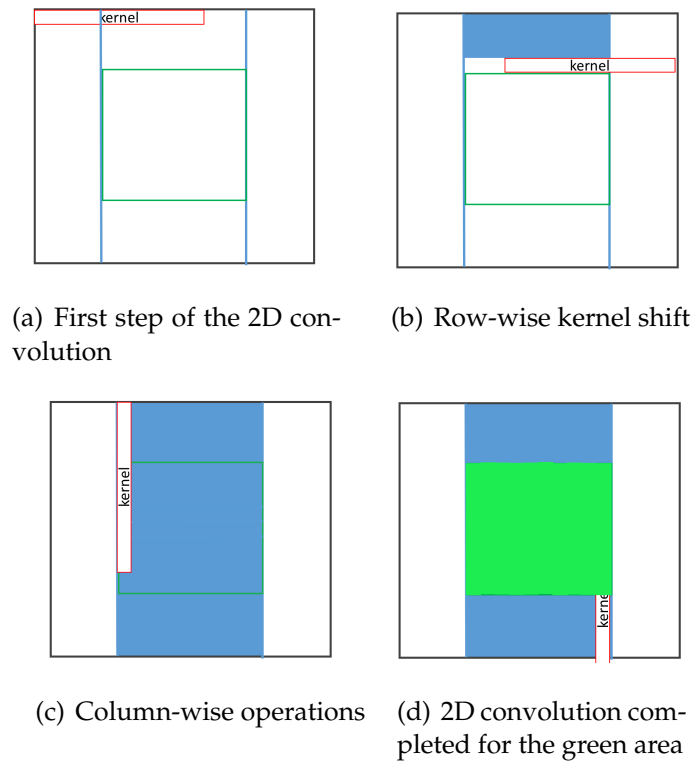 kernel
kernel
(a) First step of the 2D con-
volution
(b) Row-wise kernel shift
kernel
kernel
(c) Column-wise operations
(d) 2D convolution com-
pleted for the green area